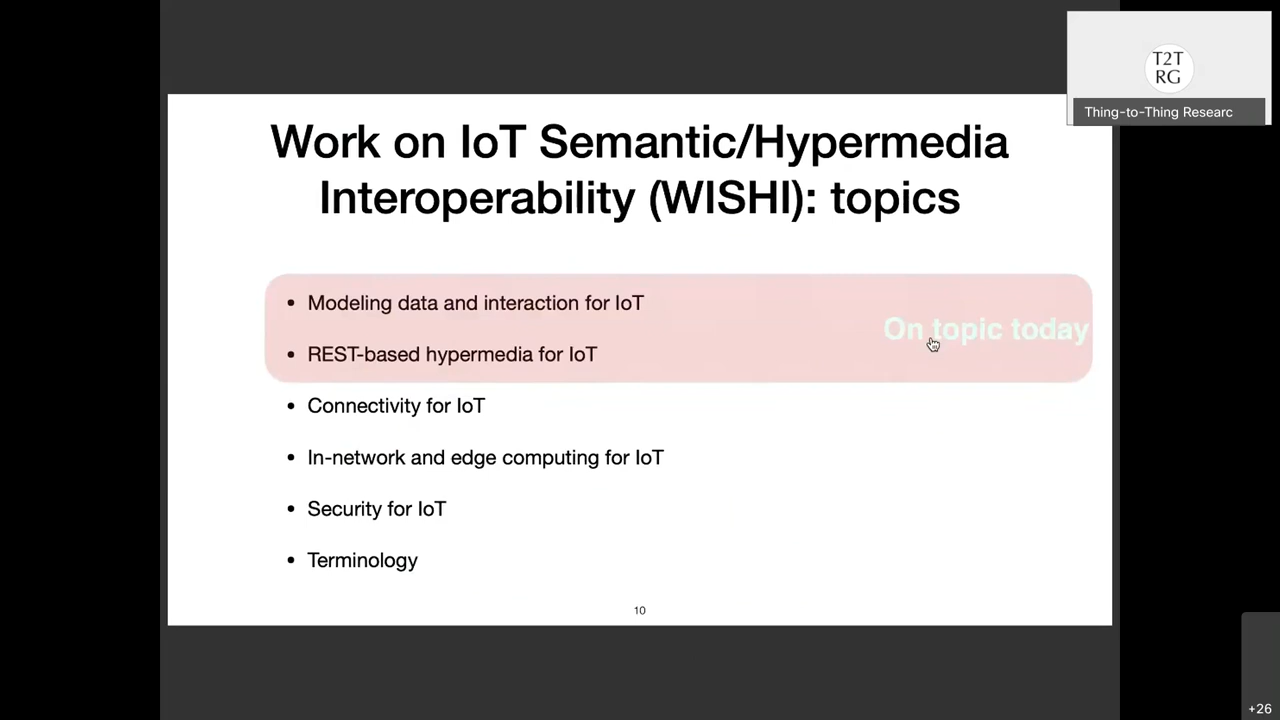 T2T
RG
Thing-to-Thing Researc
Work on IoT Semantic/Hypermedia
Interoperability (WISHI): topics
• Modeling data and interaction for IoT
On topic today
• REST-based hypermedia for IoT
• Connectivity for IoT
• In-network and edge computing for IoT
• Security for IoT
• Terminology
10
+26